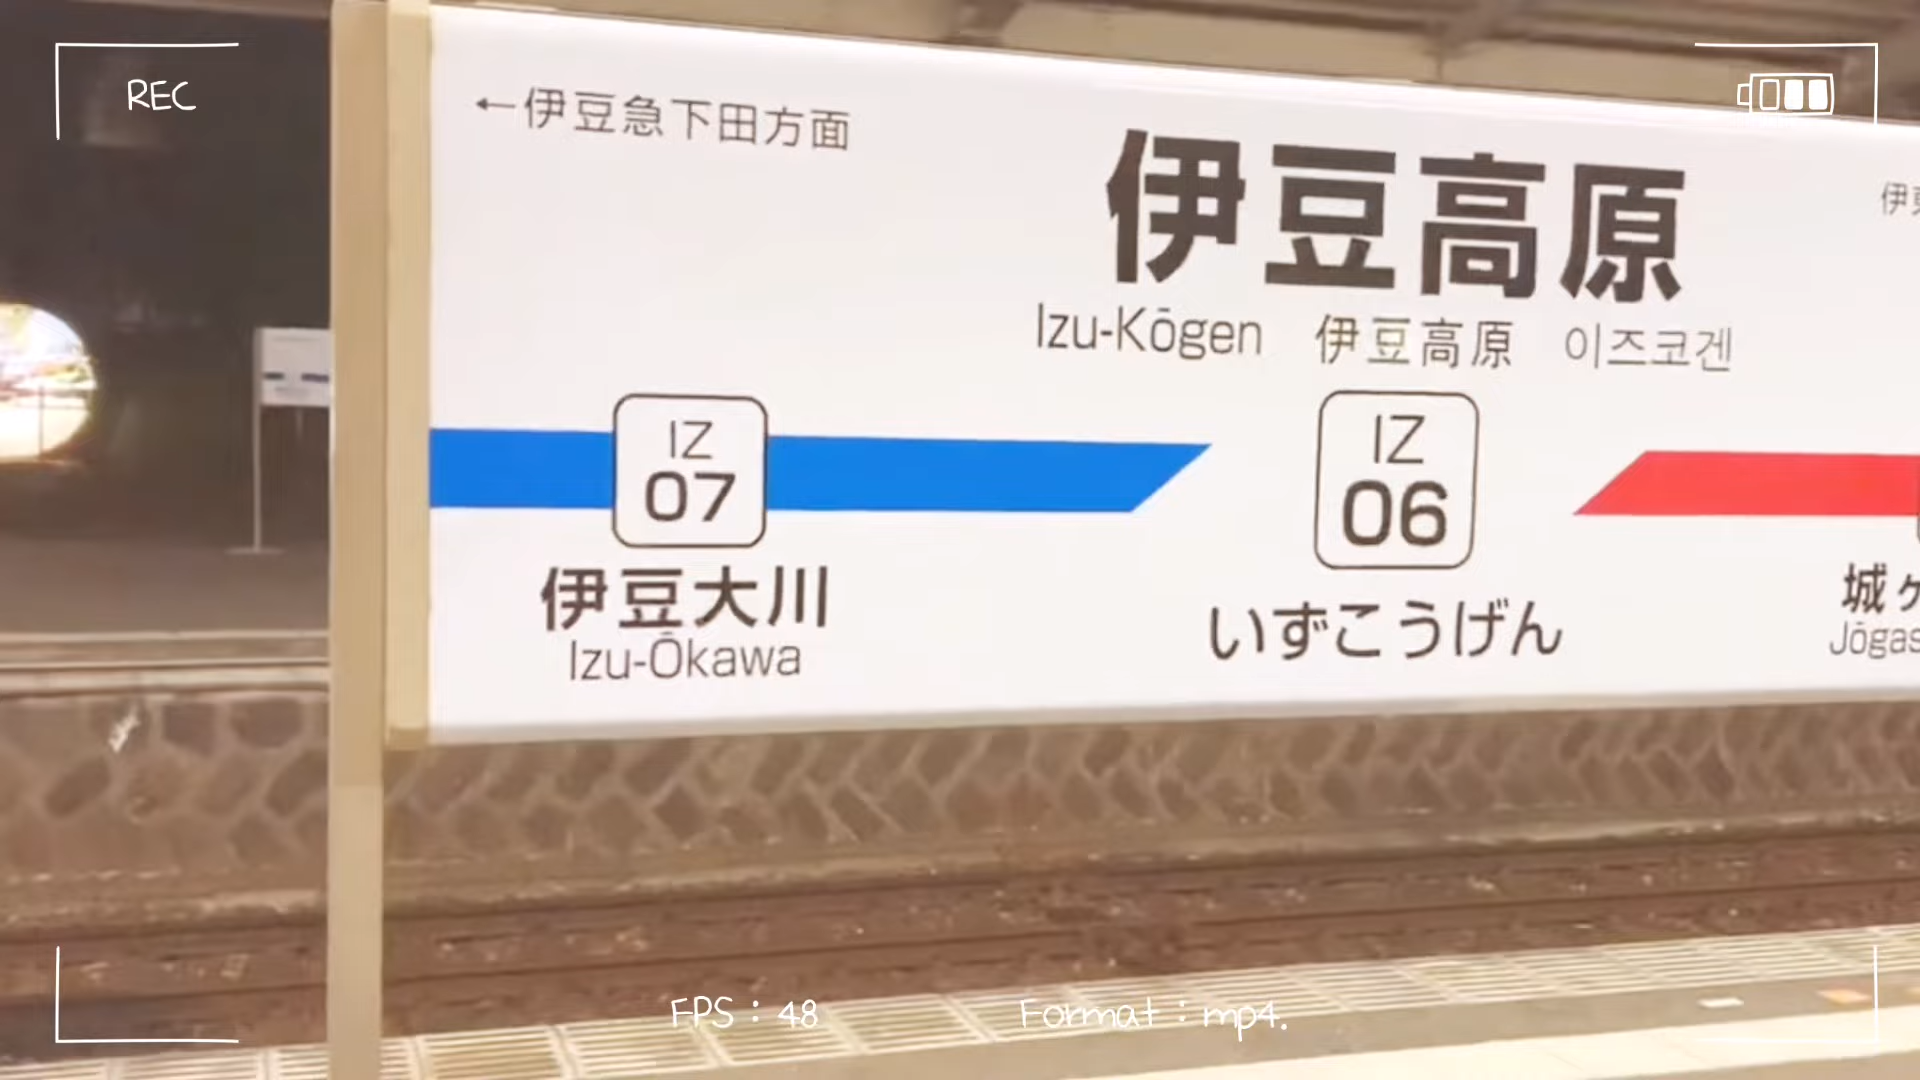 REC
←伊豆急下田方面
伊豆高原
Izu-Kōgen 伊豆高原 이즈코겐
IZ
07
IZ
06
伊豆大川
Izu-Ōkawa
いずこうげん
FPS : 48
Format : mp4.